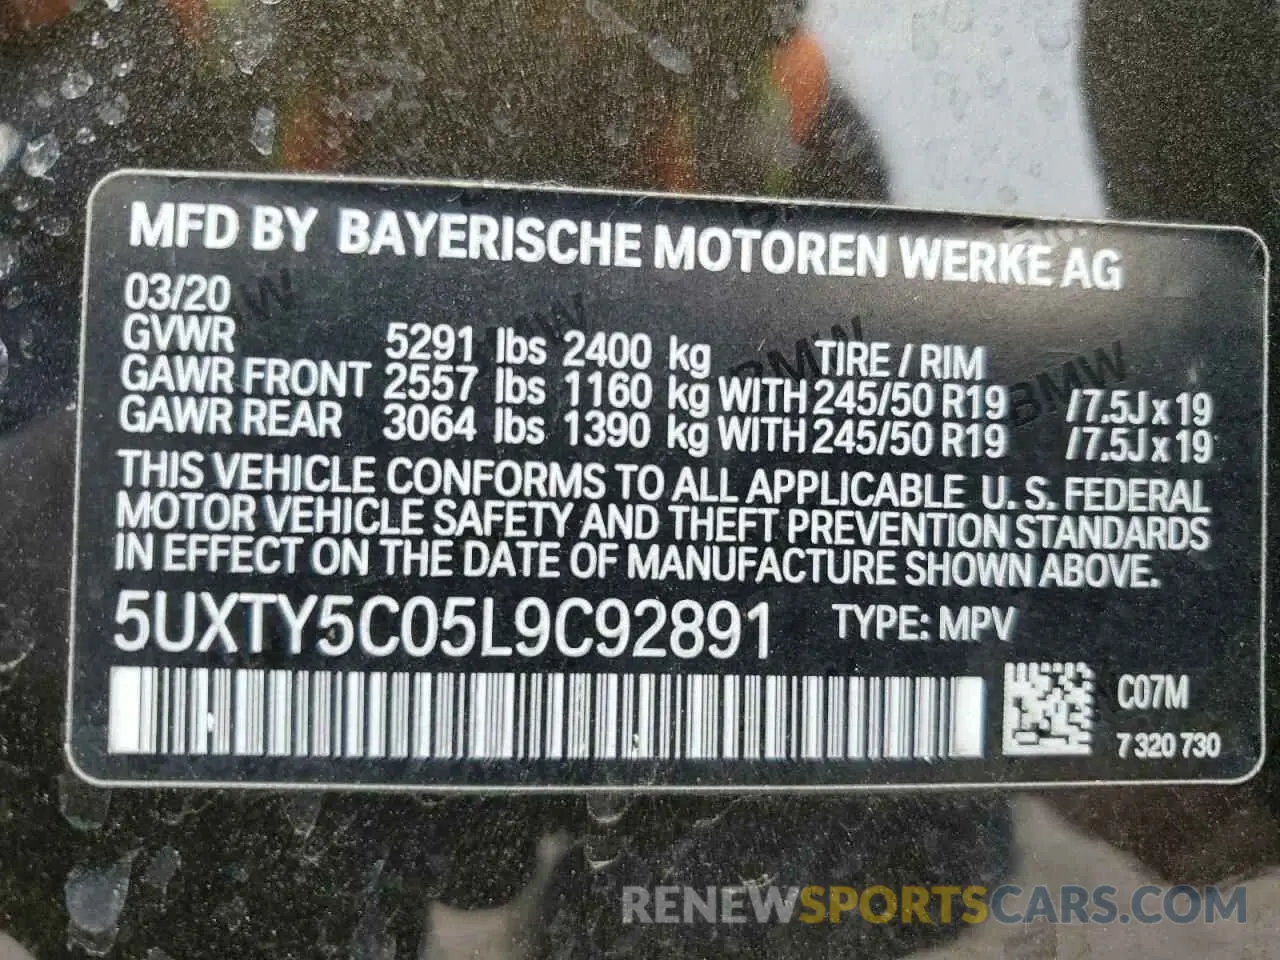 MFD BY BAYERISCHE MOTOREN WERKE AG
03/20
GVWR 5291 lbs 2400 kg TIRE / RIM
GAWR FRONT 2557 lbs 1160 kg WITH 245/50 R19 /7.5J x 19
GAWR REAR 3064 lbs 1390 kg WITH 245/50 R19 /7.5J x 19
THIS VEHICLE CONFORMS TO ALL APPLICABLE U. S. FEDERAL
MOTOR VEHICLE SAFETY AND THEFT PREVENTION STANDARDS
IN EFFECT ON THE DATE OF MANUFACTURE SHOWN ABOVE.
5UXTY5C05L9C92891 TYPE: MPV
C07M
7 320 730
RENEWSPORTSCARS.COM